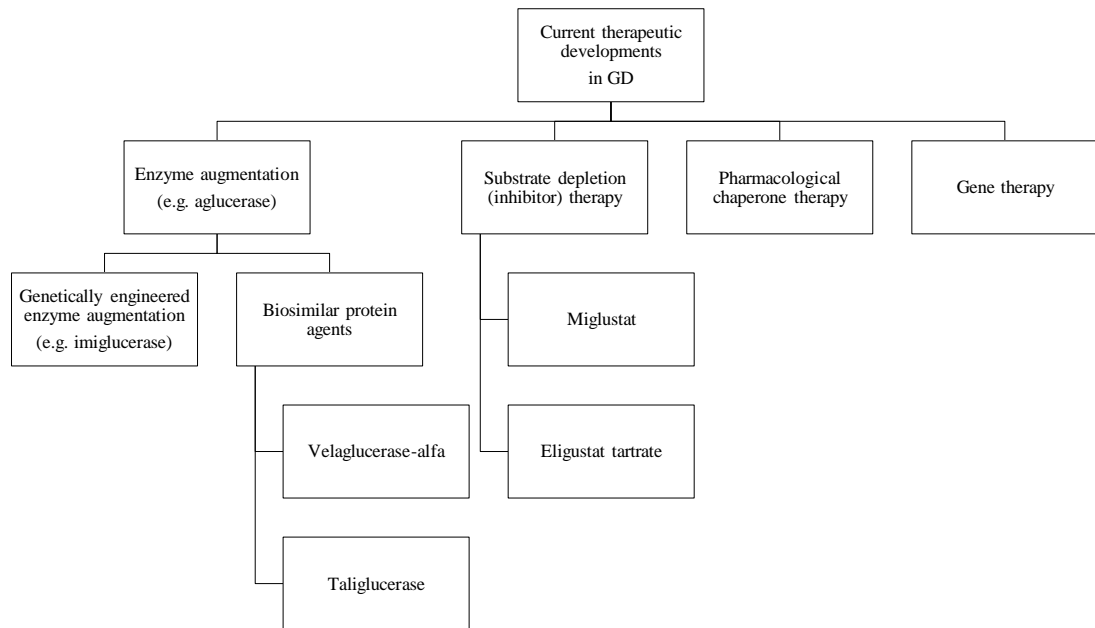 Current therapeutic
developments
in GD
Enzyme augmentation
(e.g. aglucerase)
Substrate depletion
(inhibitor) therapy
Pharmacological
chaperone therapy
Gene therapy
Genetically engineered
enzyme augmentation
(e.g. imiglucerase)
Biosimilar protein
agents
Miglustat
Velaglucerase-alfa
Eligustat tartrate
Taliglucerase